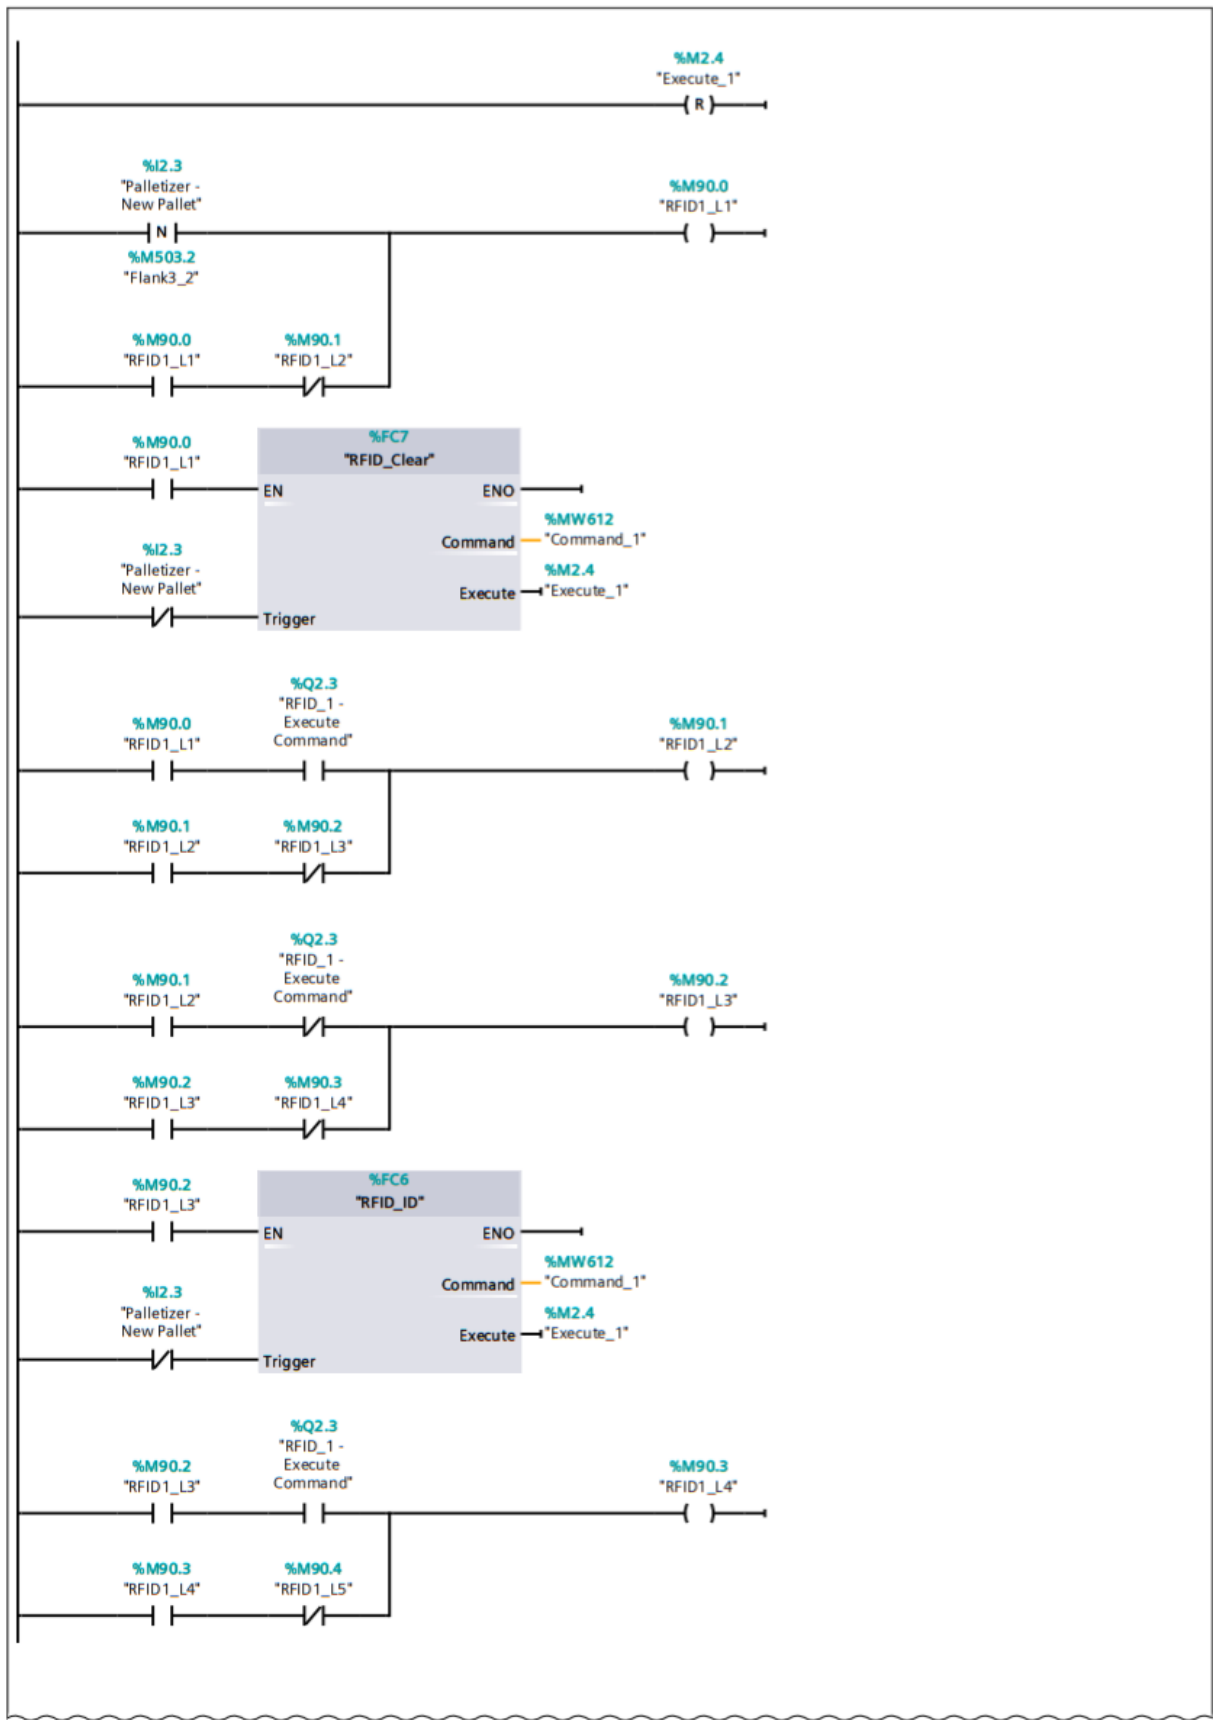 %M2.4
"Execute_1"
( R )
%I2.3
"Palletizer -
New Pallet"
N
%M503.2
"Flank3_2"
%M90.0
"RFID1_L1"
%M90.0
"RFID1_L1"
%M90.1
"RFID1_L2"
%M90.0
"RFID1_L1"
%FC7
"RFID_Clear"
EN
ENO
Command
%MW612
"Command_1"
%I2.3
"Palletizer -
New Pallet"
Execute
%M2.4
"Execute_1"
Trigger
%M90.0
"RFID1_L1"
%Q2.3
"RFID_1 -
Execute
Command"
%M90.1
"RFID1_L2"
%M90.1
"RFID1_L2"
%M90.2
"RFID1_L3"
%M90.1
"RFID1_L2"
%Q2.3
"RFID_1 -
Execute
Command"
%M90.2
"RFID1_L3"
%M90.2
"RFID1_L3"
%M90.3
"RFID1_L4"
%M90.2
"RFID1_L3"
%FC6
"RFID_ID"
EN
ENO
Command
%MW612
"Command_1"
%I2.3
"Palletizer -
New Pallet"
Execute
%M2.4
"Execute_1"
Trigger
%M90.2
"RFID1_L3"
%Q2.3
"RFID_1 -
Execute
Command"
%M90.3
"RFID1_L4"
%M90.3
"RFID1_L4"
%M90.4
"RFID1_L5"